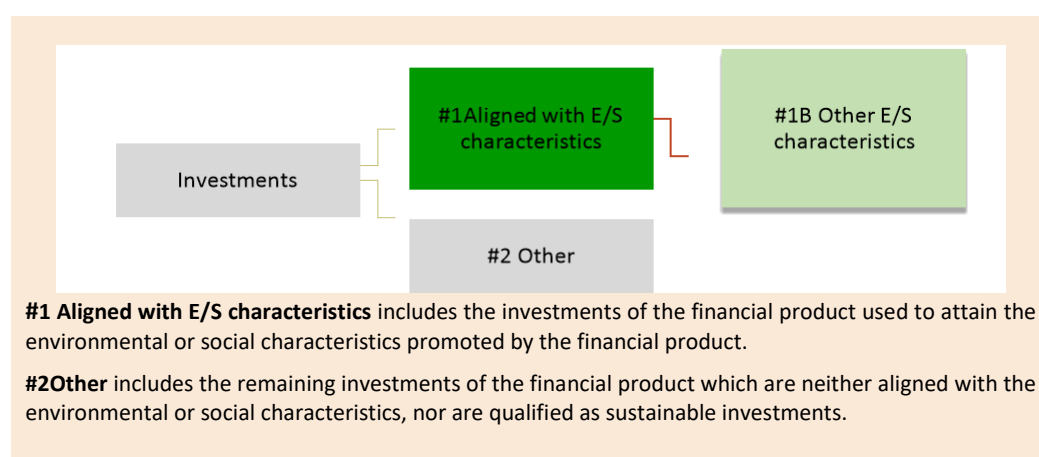 #1Aligned with E/S
characteristics
#1B Other E/S
characteristics
Investments
#2 Other
#1 Aligned with E/S characteristics includes the investments of the financial product used to attain the
environmental or social characteristics promoted by the financial product.
#2Other includes the remaining investments of the financial product which are neither aligned with the
environmental or social characteristics, nor are qualified as sustainable investments.